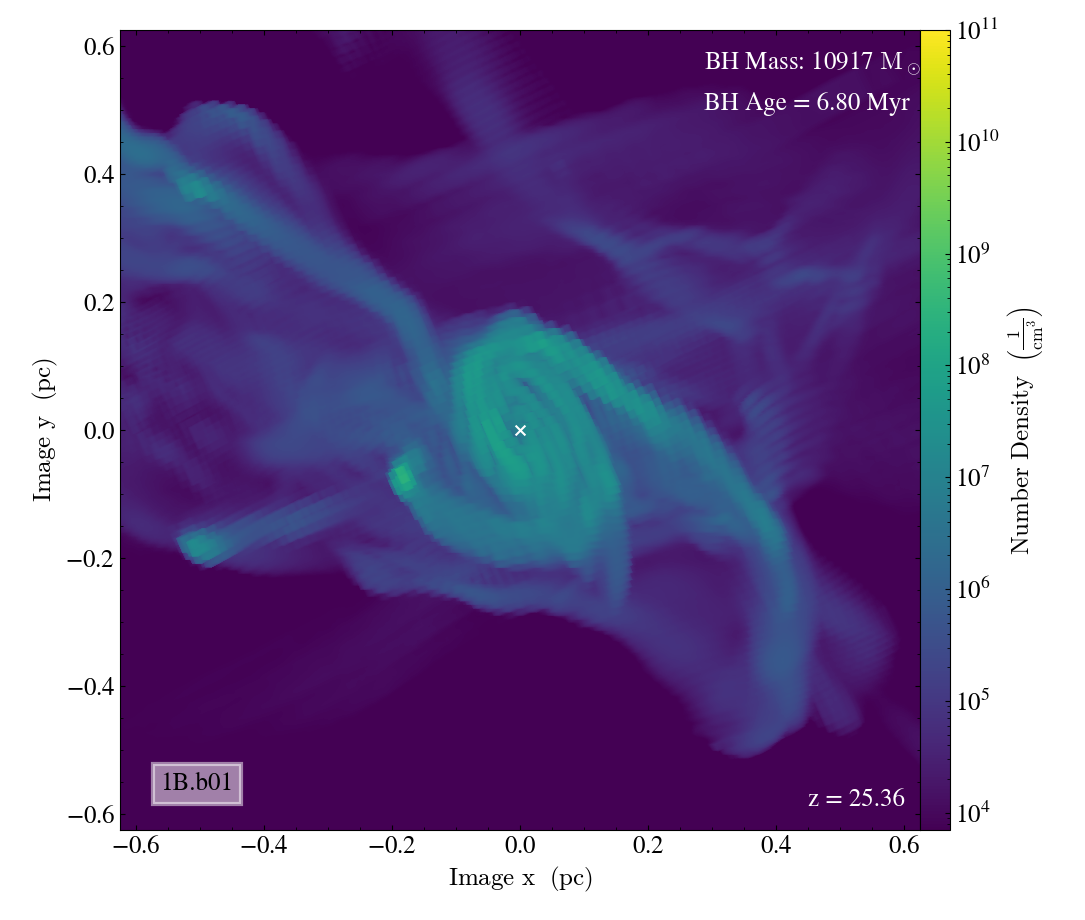 BH Mass: 10917 M⊙
BH Age = 6.80 Myr
1B.b01
z = 25.36
0.6
0.4
0.2
0.0
−0.2
−0.4
−0.6
−0.6 −0.4 −0.2 0.0 0.2 0.4 0.6
Image x (pc)
Image y (pc)
10^11
10^10
10^9
10^8
10^7
10^6
10^5
10^4
Number Density (1/cm^3)